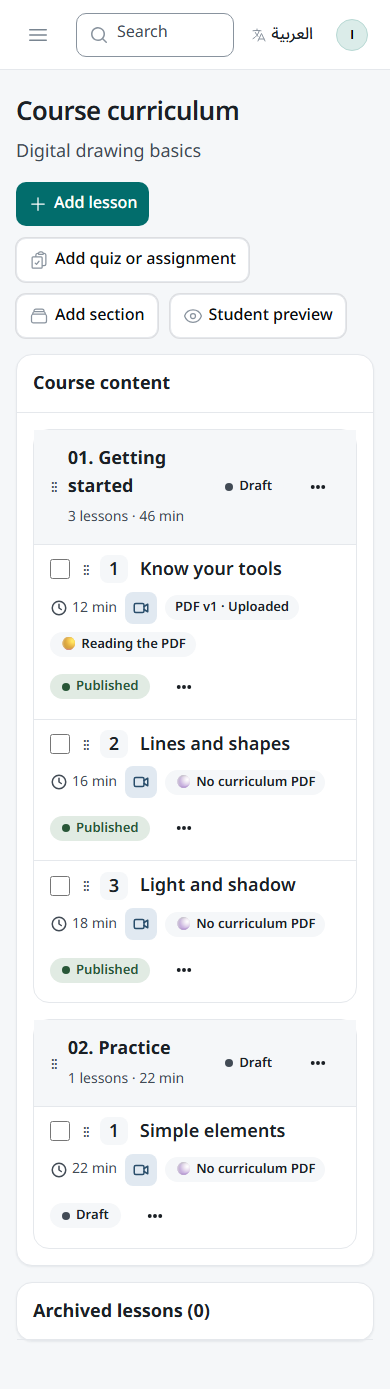 Search
العربية
I
Course curriculum
Digital drawing basics
Add lesson
Add quiz or assignment
Add section
Student preview
Course content
01. Getting
started
Draft
3 lessons · 46 min
1 Know your tools
12 min PDF v1 · Uploaded
Reading the PDF
Published
2 Lines and shapes
16 min No curriculum PDF
Published
3 Light and shadow
18 min No curriculum PDF
Published
02. Practice
Draft
1 lessons · 22 min
1 Simple elements
22 min No curriculum PDF
Draft
Archived lessons (0)